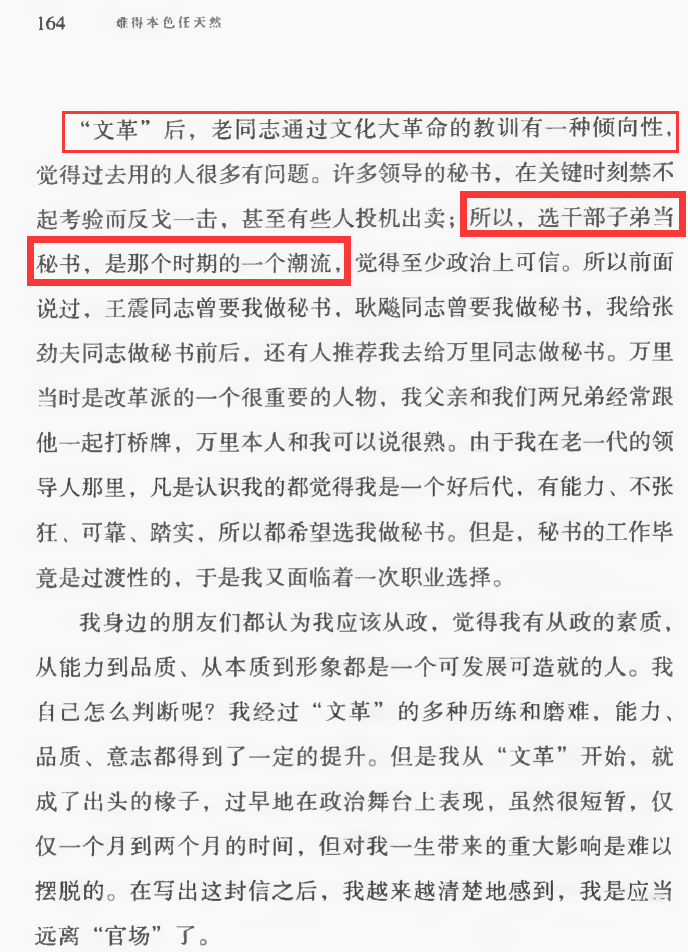 164 难得本色任天然
“文革”后，老同志通过文化大革命的教训有一种倾向性，
觉得过去用的人很多有问题。许多领导的秘书，在关键时刻禁不
起考验而反戈一击，甚至有些人投机出卖；所以，选干部子弟当
秘书，是那个时期的一个潮流，觉得至少政治上可信。所以前面
说过，王震同志曾要我做秘书，耿飚同志曾要我做秘书，我给张
劲夫同志做秘书前后，还有人推荐我去给万里同志做秘书。万里
当时是改革派的一个很重要的人物，我父亲和我们两兄弟经常跟
他一起打桥牌，万里本人和我可以说很熟。由于我在老一代的领
导人那里，凡是认识我的都觉得我是一个好后代，有能力、不张
狂、可靠、踏实，所以都希望选我做秘书。但是，秘书的工作毕
竟是过渡性的，于是我又面临着一次职业选择。
我身边的朋友们都认为我应该从政，觉得我有从政的素质，
从能力到品质、从本质到形象都是一个可发展可造就的人。我
自己怎么判断呢？我经过“文革”的多种历练和磨难，能力、
品质、意志都得到了一定的提升。但是我从“文革”开始，就
成了出头的椽子，过早地在政治舞台上表现，虽然很短暂，仅
仅一个月到两个月的时间，但对我一生带来的重大影响是难以
摆脱的。在写出这封信之后，我越来越清楚地感到，我是应当
远离“官场”了。